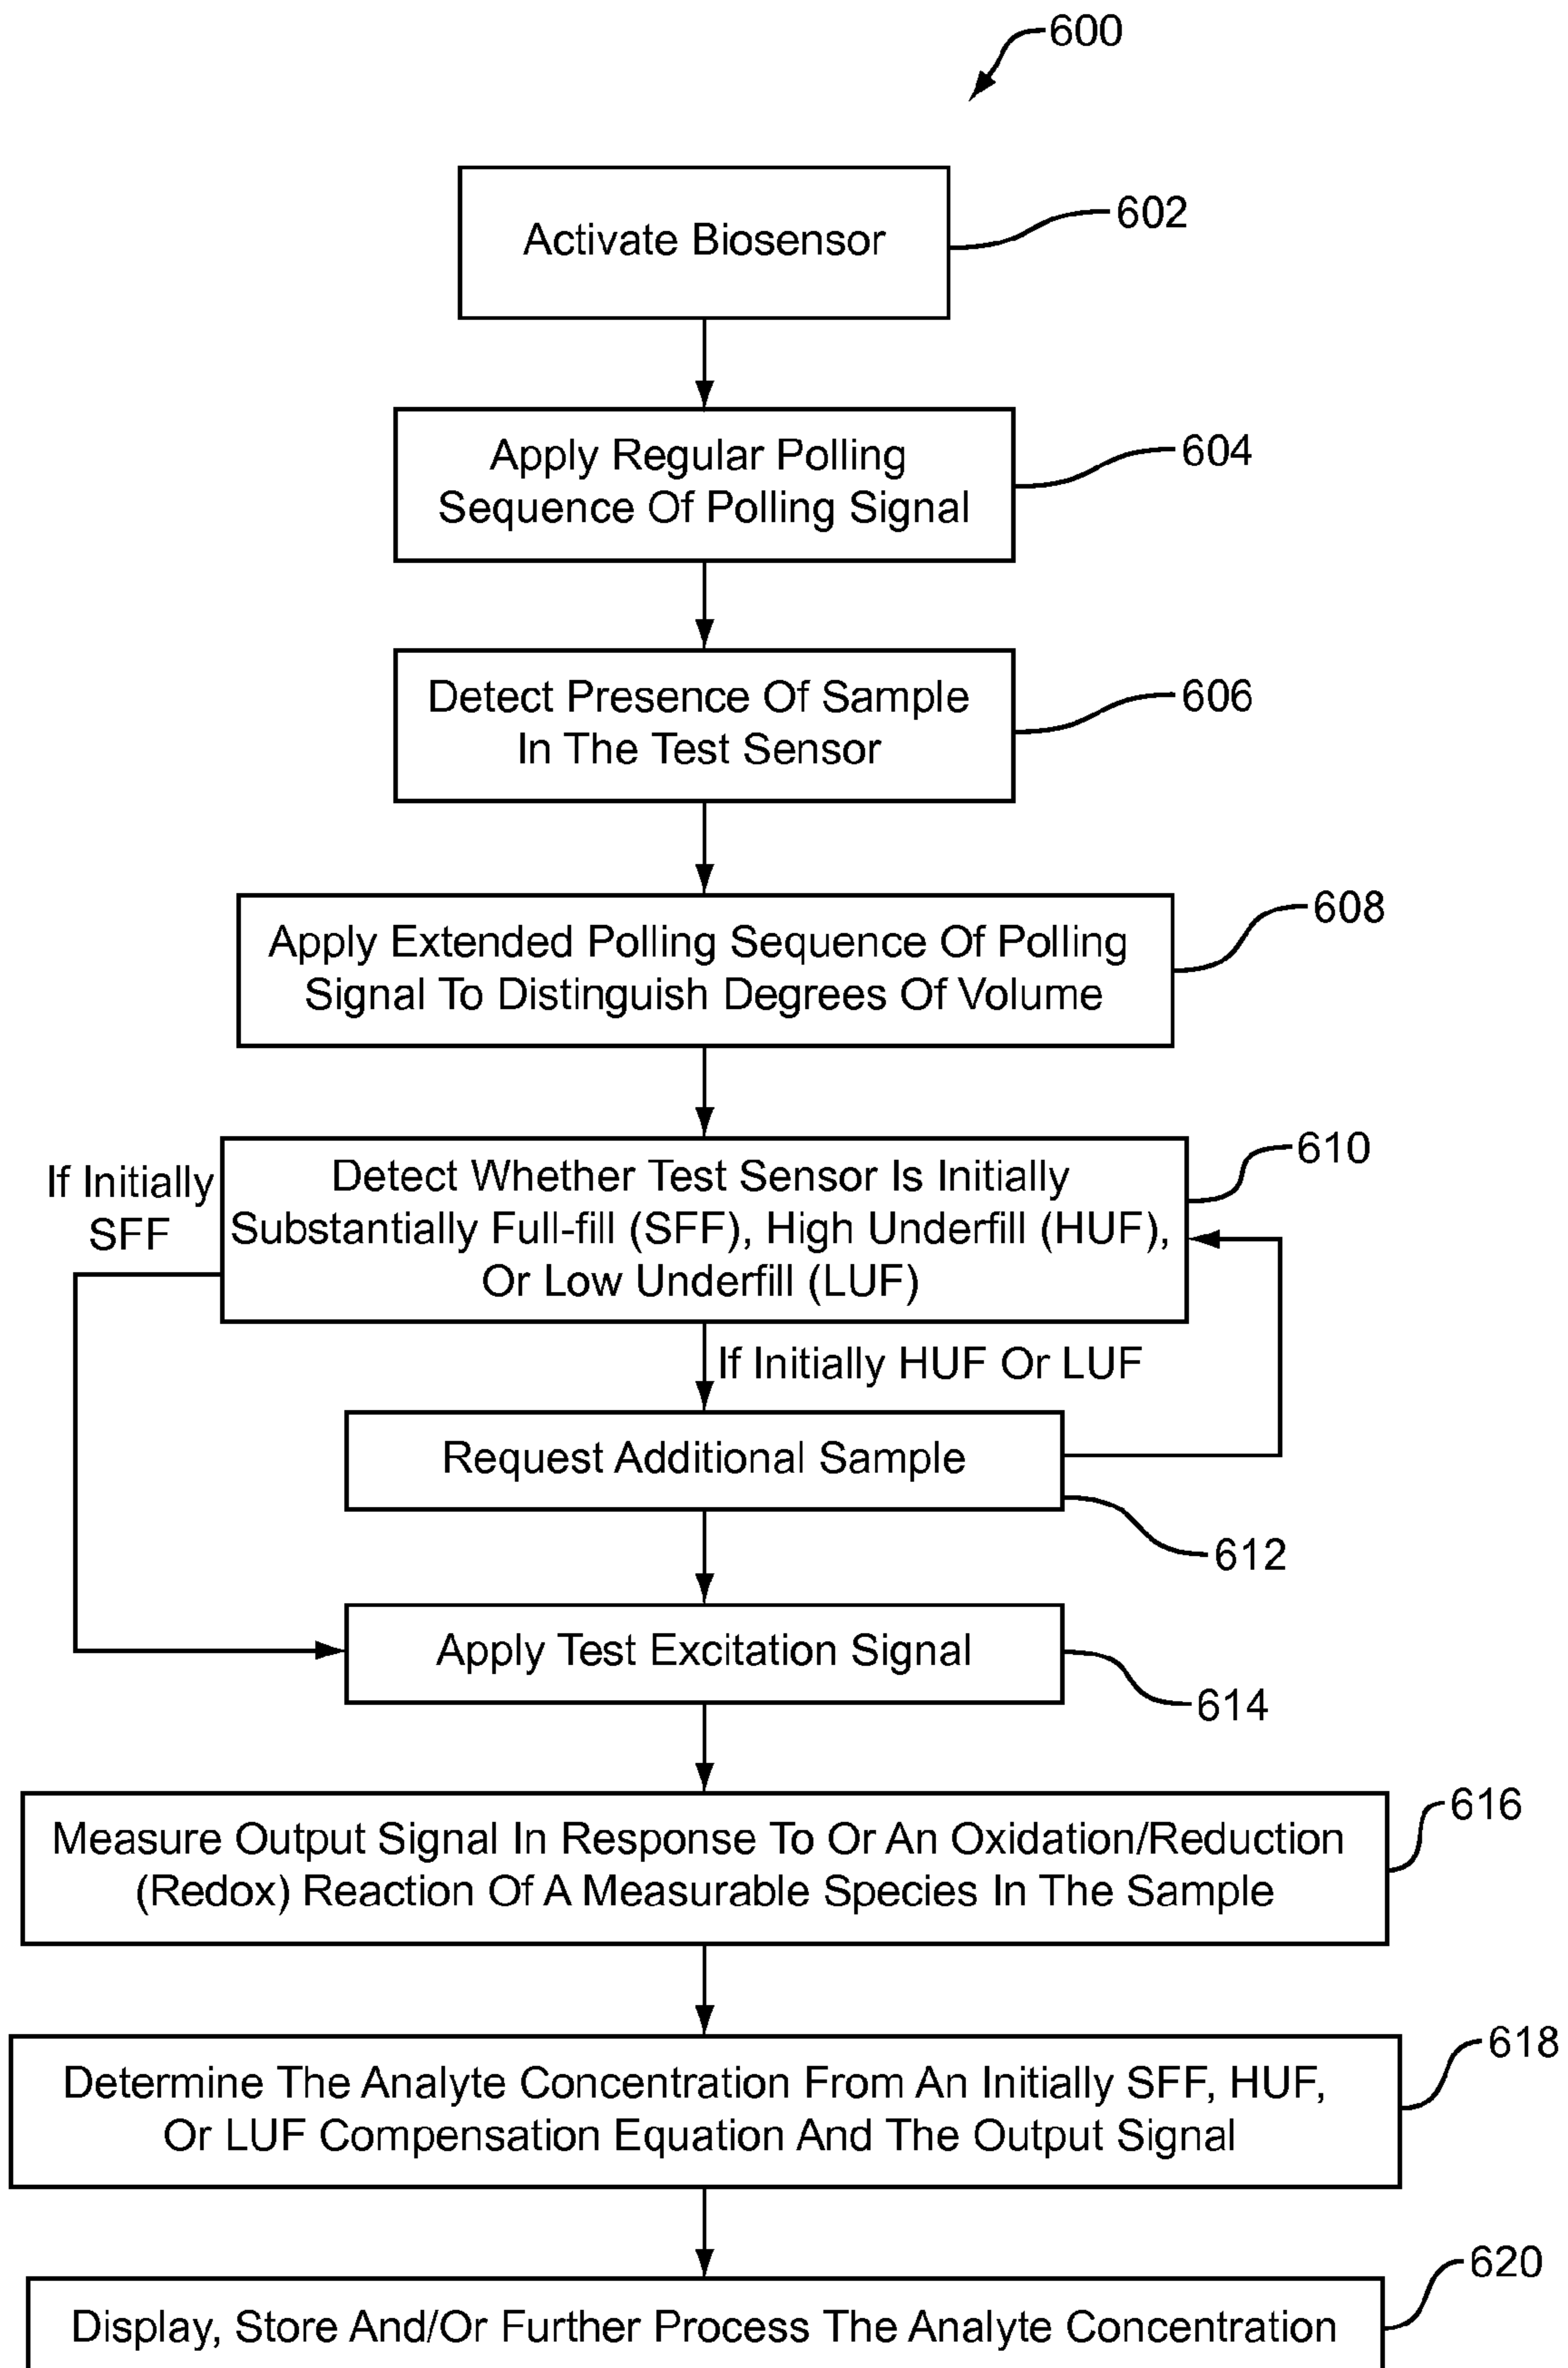 600
Activate Biosensor
602
Apply Regular Polling
Sequence Of Polling Signal
604
Detect Presence Of Sample
In The Test Sensor
606
Apply Extended Polling Sequence Of Polling
Signal To Distinguish Degrees Of Volume
608
If Initially
SFF
Detect Whether Test Sensor Is Initially
Substantially Full-fill (SFF), High Underfill (HUF),
Or Low Underfill (LUF)
610
If Initially HUF Or LUF
Request Additional Sample
612
Apply Test Excitation Signal
614
Measure Output Signal In Response To Or An Oxidation/Reduction
(Redox) Reaction Of A Measurable Species In The Sample
616
Determine The Analyte Concentration From An Initially SFF, HUF,
Or LUF Compensation Equation And The Output Signal
618
Display, Store And/Or Further Process The Analyte Concentration
620